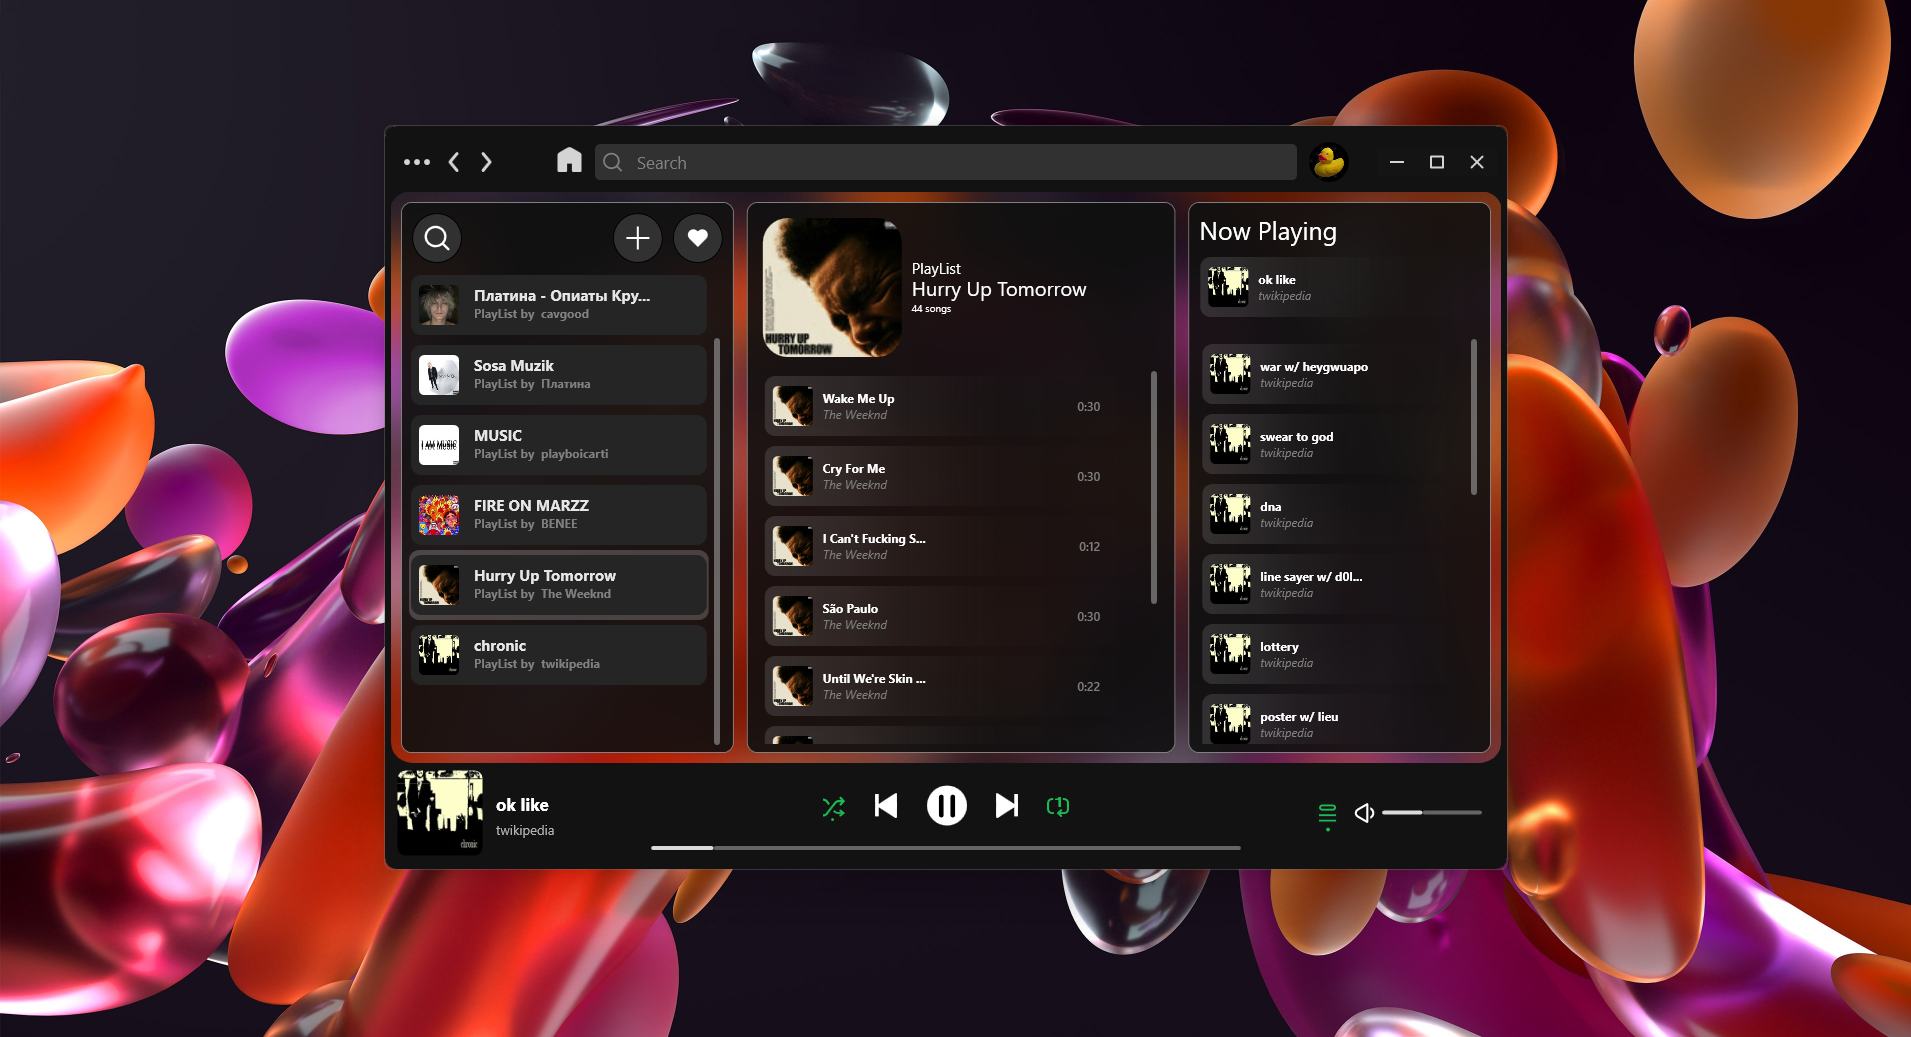 Search
Платина - Опиаты Кру...
PlayList by cavgood
Sosa Muzik
PlayList by Платина
I AM MUSIC
MUSIC
PlayList by playboicarti
FIRE ON MARZZ
PlayList by BENEE
Hurry Up Tomorrow
PlayList by The Weeknd
chronic
PlayList by twikipedia
HURRY UP
TOMORROW
PlayList
Hurry Up Tomorrow
44 songs
Wake Me Up
The Weeknd
0:30
Cry For Me
The Weeknd
0:30
I Can't Fucking S...
The Weeknd
0:12
São Paulo
The Weeknd
0:30
Until We're Skin ...
The Weeknd
0:22
Now Playing
ok like
twikipedia
war w/ heygwuapo
twikipedia
swear to god
twikipedia
dna
twikipedia
line sayer w/ d0l...
twikipedia
lottery
twikipedia
poster w/ lieu
twikipedia
chronic
ok like
twikipedia
1